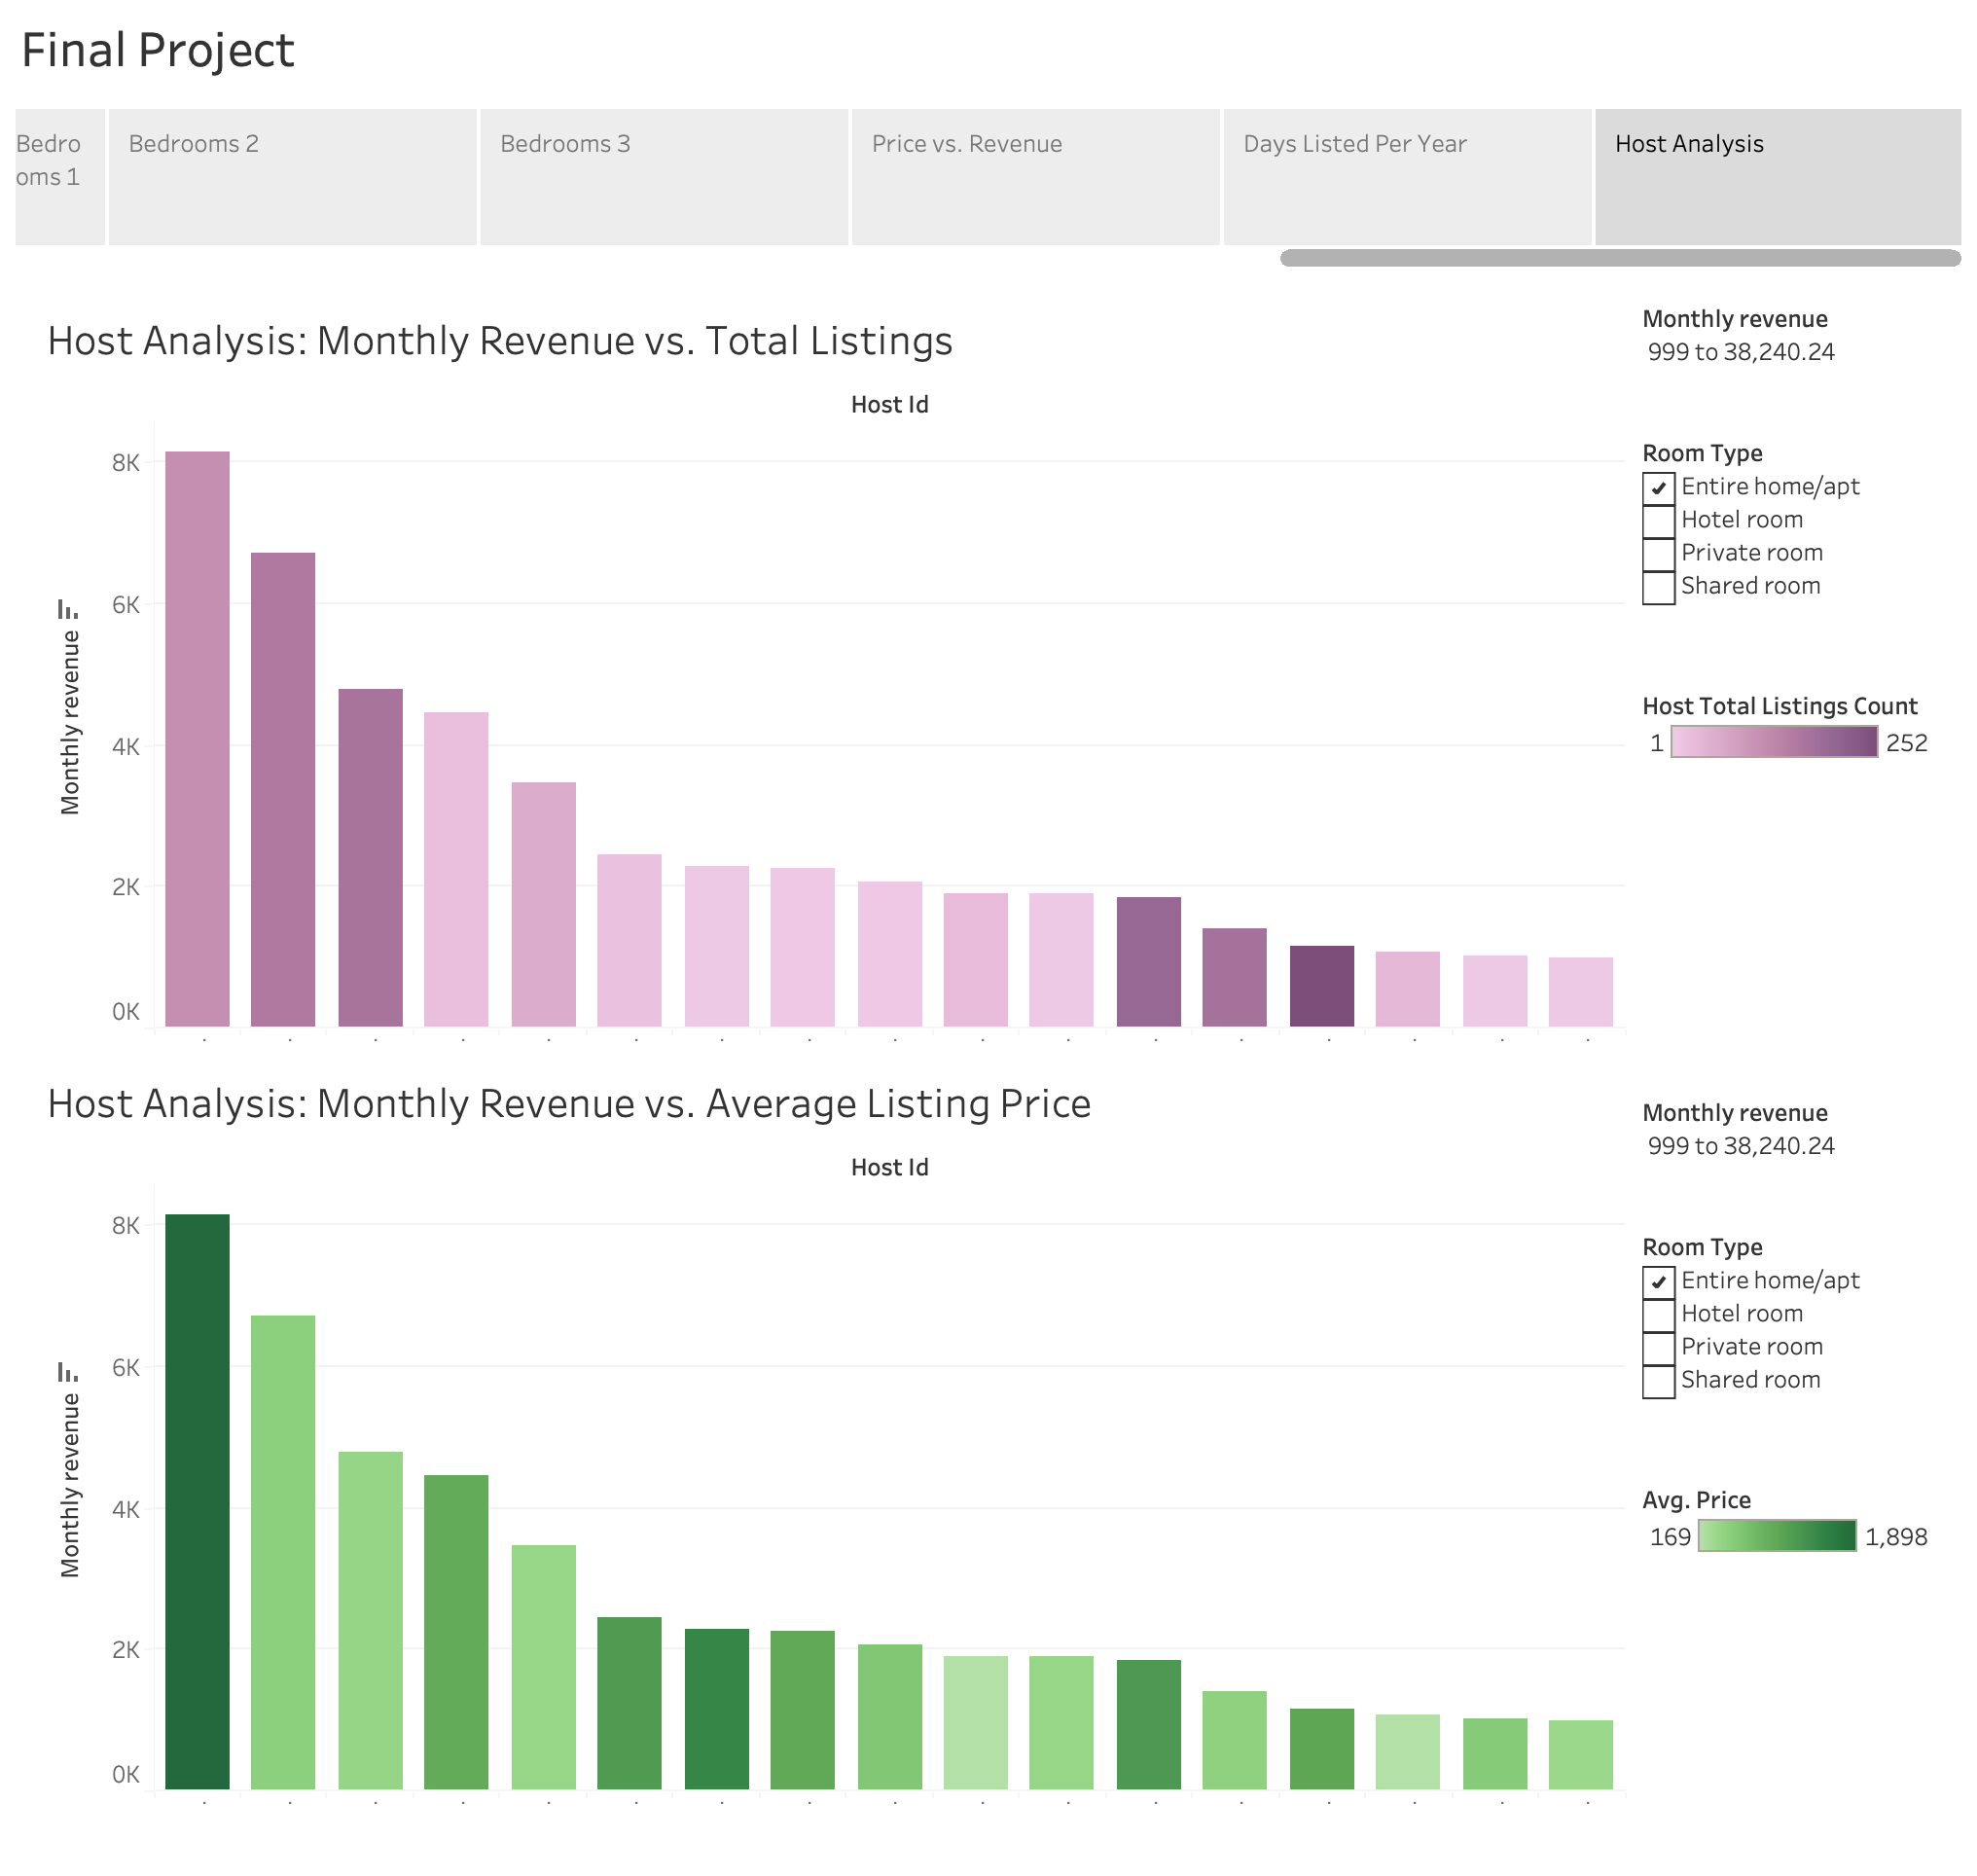 Final Project
Bedro
oms 1
Bedrooms 2
Bedrooms 3
Price vs. Revenue
Days Listed Per Year
Host Analysis
Host Analysis: Monthly Revenue vs. Total Listings
Host Id
8K
6K
4K
2K
0K
Monthly revenue
Monthly revenue
999 to 38,240.24
Room Type
Entire home/apt
Hotel room
Private room
Shared room
Host Total Listings Count
1 252
Host Analysis: Monthly Revenue vs. Average Listing Price
Host Id
8K
6K
4K
2K
0K
Monthly revenue
Monthly revenue
999 to 38,240.24
Room Type
Entire home/apt
Hotel room
Private room
Shared room
Avg. Price
169 1,898